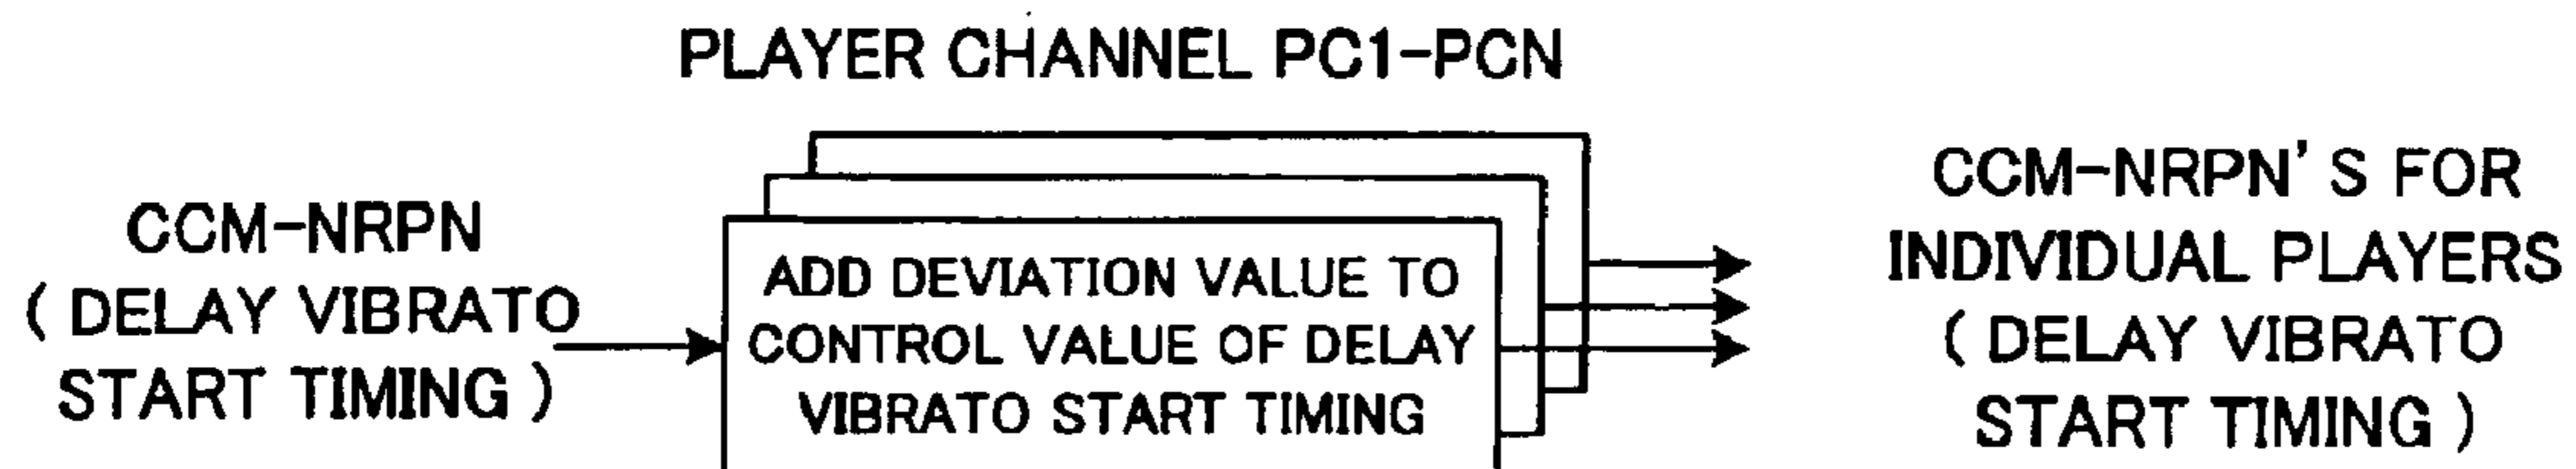 PLAYER CHANNEL PC1-PCN
CCM-NRPN
( DELAY VIBRATO
START TIMING )
ADD DEVIATION VALUE TO
CONTROL VALUE OF DELAY
VIBRATO START TIMING
CCM-NRPN' S FOR
INDIVIDUAL PLAYERS
( DELAY VIBRATO
START TIMING )